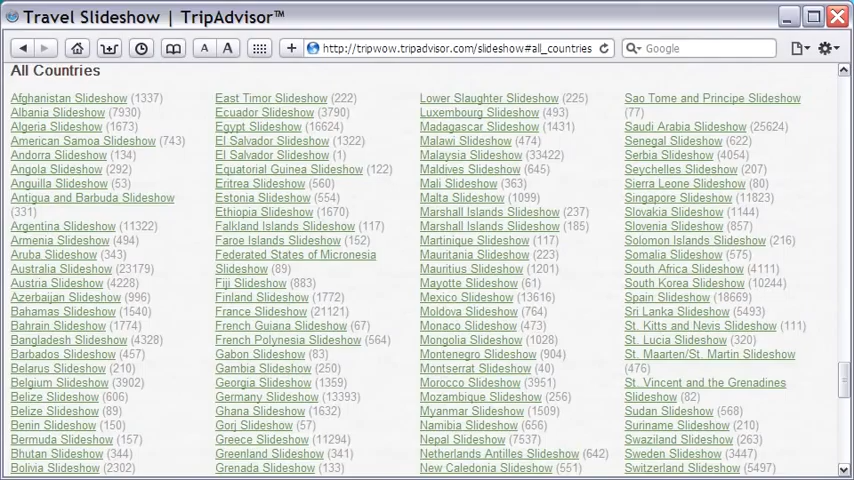 Travel Slideshow | TripAdvisor™
A A
http://tripwow.tripadvisor.com/slideshow#all_countries
Google
All Countries
Afghanistan Slideshow (1337)
Albania Slideshow (7930)
Algeria Slideshow (1673)
American Samoa Slideshow (743)
Andorra Slideshow (134)
Angola Slideshow (292)
Anguilla Slideshow (53)
Antigua and Barbuda Slideshow
(331)
Argentina Slideshow (11322)
Armenia Slideshow (494)
Aruba Slideshow (343)
Australia Slideshow (23179)
Austria Slideshow (4228)
Azerbaijan Slideshow (996)
Bahamas Slideshow (1540)
Bahrain Slideshow (1774)
Bangladesh Slideshow (4328)
Barbados Slideshow (457)
Belarus Slideshow (210)
Belgium Slideshow (3902)
Belize Slideshow (606)
Belize Slideshow (89)
Benin Slideshow (150)
Bermuda Slideshow (157)
Bhutan Slideshow (344)
Bolivia Slideshow (2302)
East Timor Slideshow (222)
Ecuador Slideshow (3790)
Egypt Slideshow (16624)
El Salvador Slideshow (1322)
El Salvador Slideshow (1)
Equatorial Guinea Slideshow (122)
Eritrea Slideshow (560)
Estonia Slideshow (554)
Ethiopia Slideshow (1670)
Falkland Islands Slideshow (117)
Faroe Islands Slideshow (152)
Federated States of Micronesia
Slideshow (89)
Fiji Slideshow (883)
Finland Slideshow (1772)
France Slideshow (21121)
French Guiana Slideshow (67)
French Polynesia Slideshow (564)
Gabon Slideshow (83)
Gambia Slideshow (250)
Georgia Slideshow (1359)
Germany Slideshow (13393)
Ghana Slideshow (1632)
Gorj Slideshow (57)
Greece Slideshow (11294)
Greenland Slideshow (341)
Grenada Slideshow (133)
Lower Slaughter Slideshow (225)
Luxembourg Slideshow (493)
Madagascar Slideshow (1431)
Malawi Slideshow (474)
Malaysia Slideshow (33422)
Maldives Slideshow (645)
Mali Slideshow (363)
Malta Slideshow (1099)
Marshall Islands Slideshow (237)
Marshall Islands Slideshow (185)
Martinique Slideshow (117)
Mauritania Slideshow (223)
Mauritius Slideshow (1201)
Mayotte Slideshow (61)
Mexico Slideshow (13616)
Moldova Slideshow (764)
Monaco Slideshow (473)
Mongolia Slideshow (1028)
Montenegro Slideshow (904)
Montserrat Slideshow (40)
Morocco Slideshow (3951)
Mozambique Slideshow (256)
Myanmar Slideshow (1509)
Namibia Slideshow (656)
Nepal Slideshow (7537)
Netherlands Antilles Slideshow (642)
New Caledonia Slideshow (551)
Sao Tome and Principe Slideshow
(77)
Saudi Arabia Slideshow (25624)
Senegal Slideshow (622)
Serbia Slideshow (4054)
Seychelles Slideshow (207)
Sierra Leone Slideshow (80)
Singapore Slideshow (11823)
Slovakia Slideshow (1144)
Slovenia Slideshow (857)
Solomon Islands Slideshow (216)
Somalia Slideshow (575)
South Africa Slideshow (4111)
South Korea Slideshow (10244)
Spain Slideshow (18669)
Sri Lanka Slideshow (5493)
St. Kitts and Nevis Slideshow (111)
St. Lucia Slideshow (320)
St. Maarten/St. Martin Slideshow
(476)
St. Vincent and the Grenadines
Slideshow (82)
Sudan Slideshow (568)
Suriname Slideshow (210)
Swaziland Slideshow (263)
Sweden Slideshow (3447)
Switzerland Slideshow (5497)